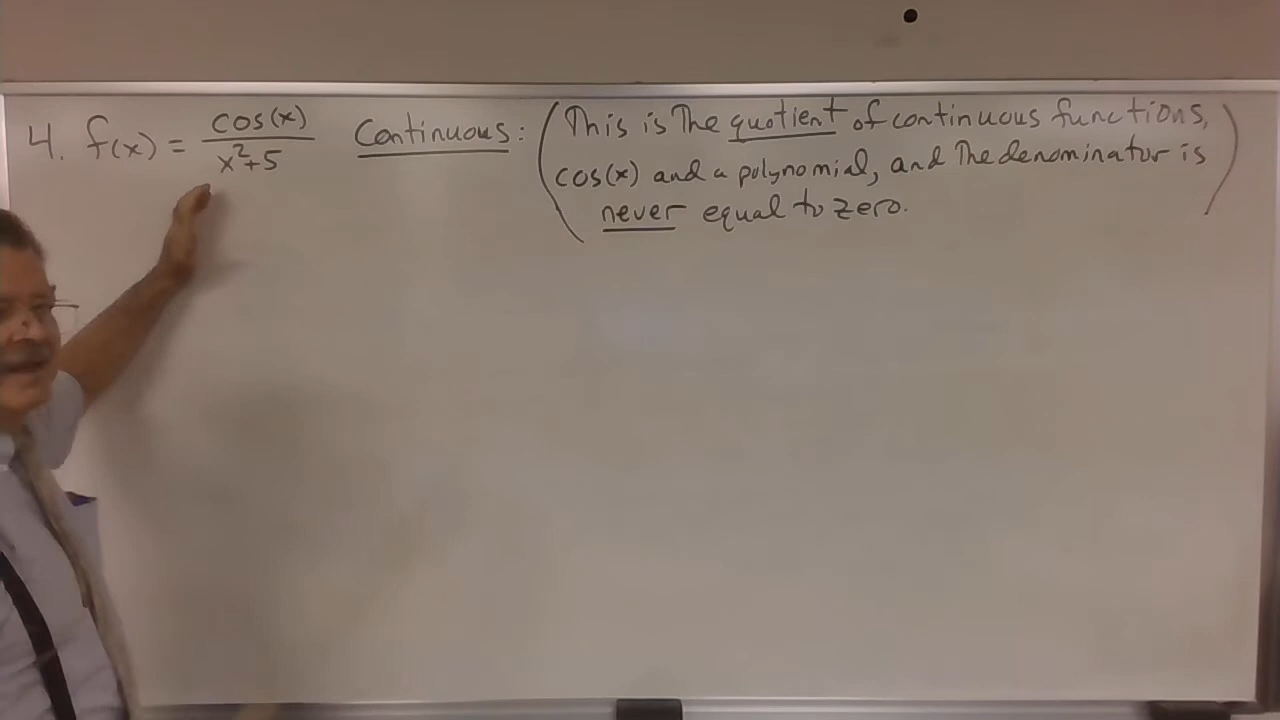 4. f(x) = cos(x) / x²+5 Continuous: (This is The quotient of continuous functions,
cos(x) and a polynomial, and The denominator is
never equal to zero.)